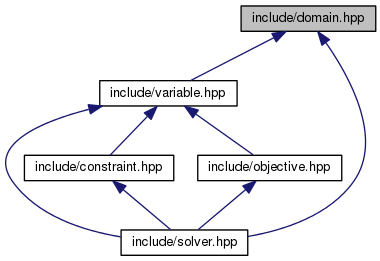 include/domain.hpp
include/variable.hpp
include/constraint.hpp
include/objective.hpp
include/solver.hpp